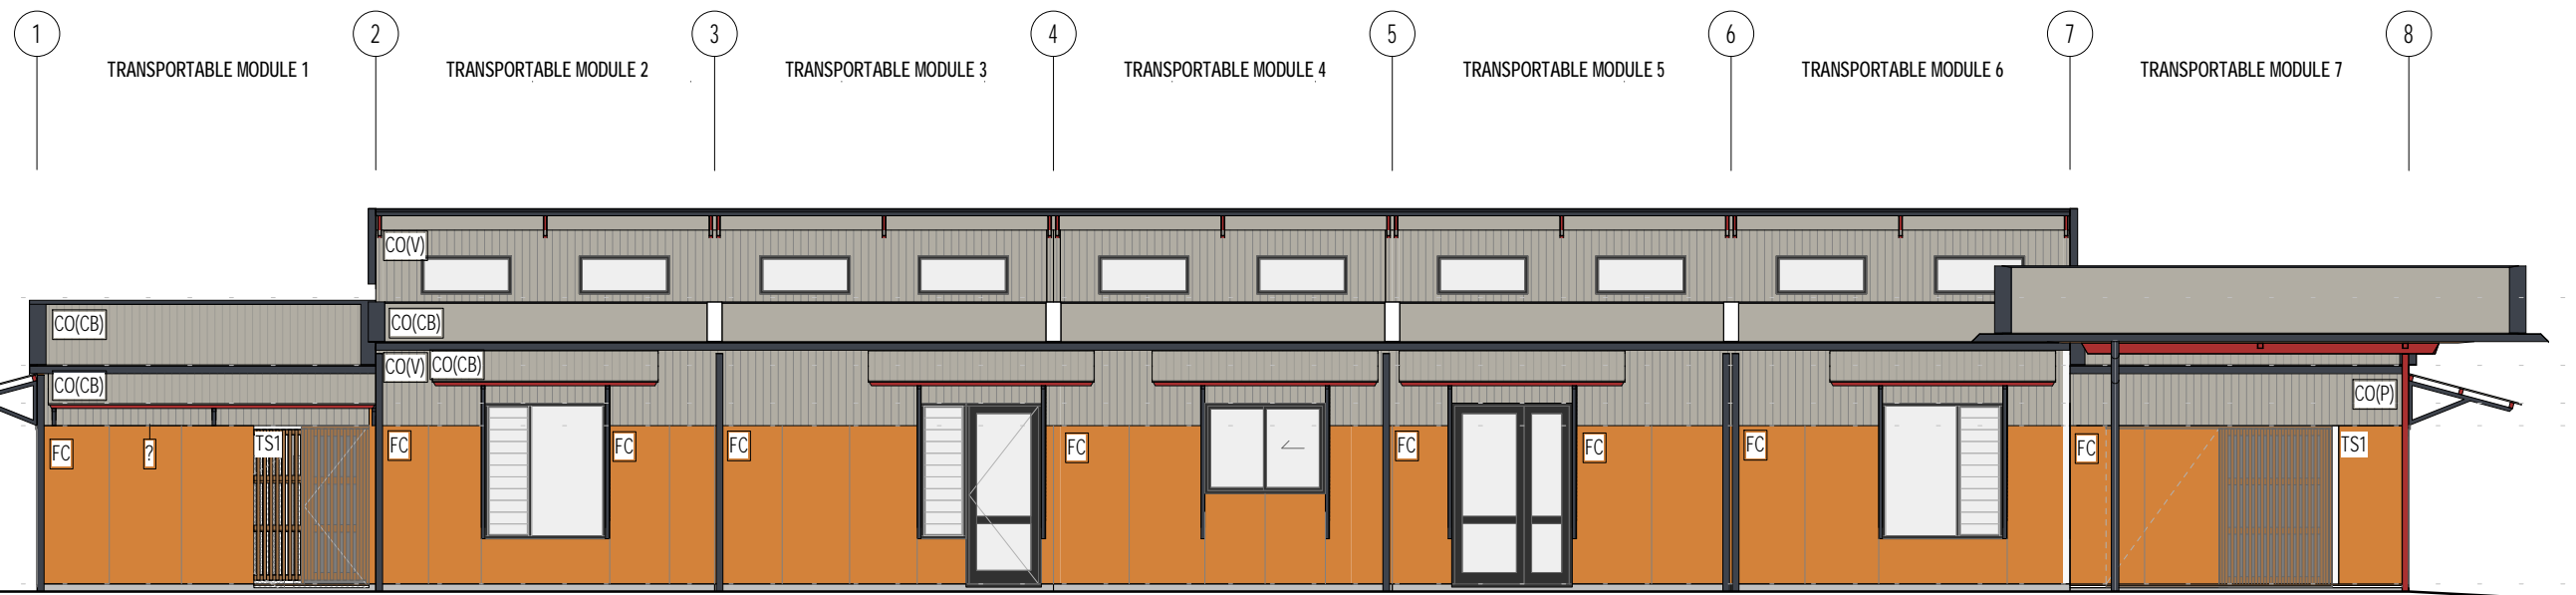 1 2 3 4 5 6 7 8
TRANSPORTABLE MODULE 1 TRANSPORTABLE MODULE 2 TRANSPORTABLE MODULE 3 TRANSPORTABLE MODULE 4 TRANSPORTABLE MODULE 5 TRANSPORTABLE MODULE 6 TRANSPORTABLE MODULE 7
CO(V)
CO(CB) CO(CB)
CO(V) CO(CB)
CO(CB) CO(P)
FC ? TS1 FC FC FC FC FC FC FC FC TS1